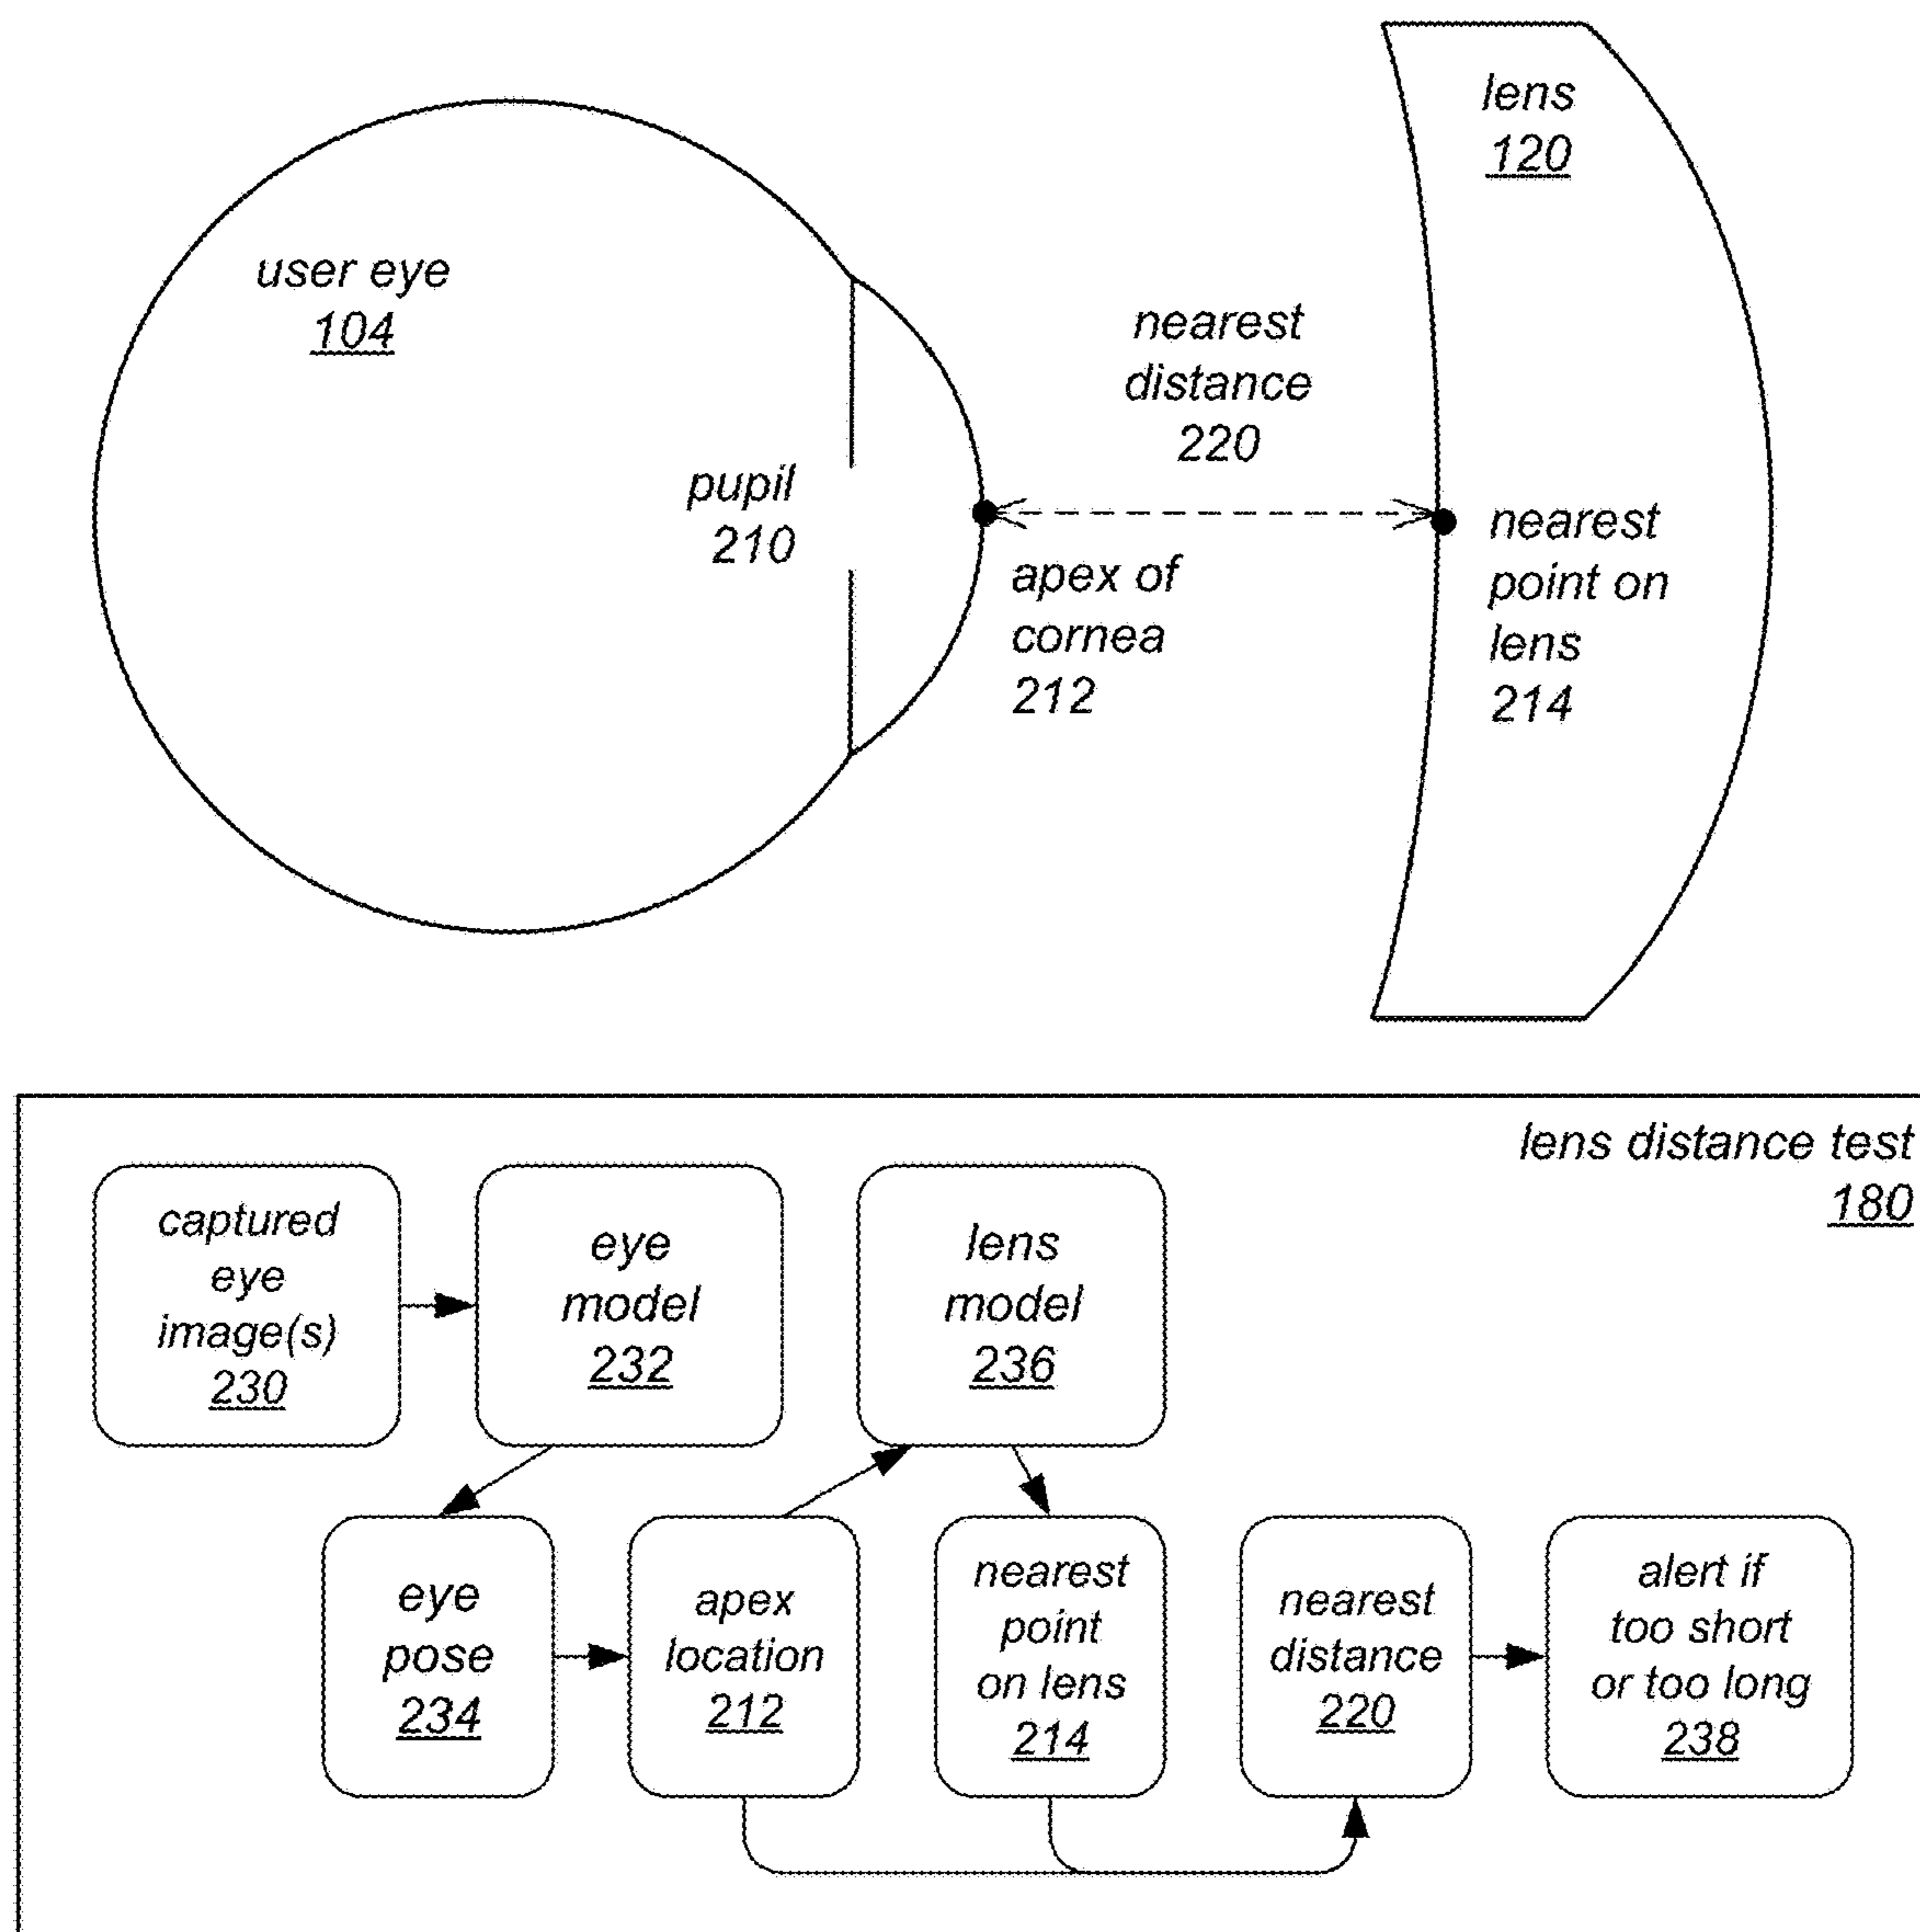 lens
120
user eye
104
nearest
distance
220
pupil
210
apex of
cornea
212
nearest
point on
lens
214
lens distance test
180
captured
eye
image(s)
230
eye
model
232
lens
model
236
eye
pose
234
apex
location
212
nearest
point
on lens
214
nearest
distance
220
alert if
too short
or too long
238